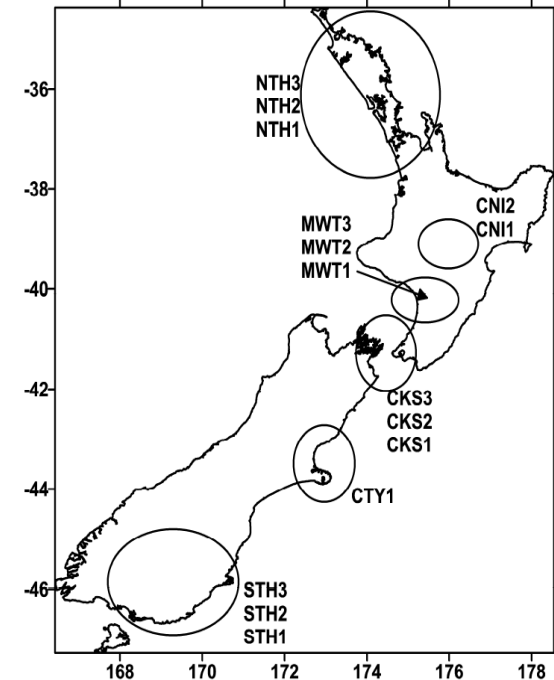 -36
-38
-40
-42
-44
-46
NTH3
NTH2
NTH1
CNI2
CNI1
MWT3
MWT2
MWT1
CKS3
CKS2
CKS1
CTY1
STH3
STH2
STH1
168 170 172 174 176 178